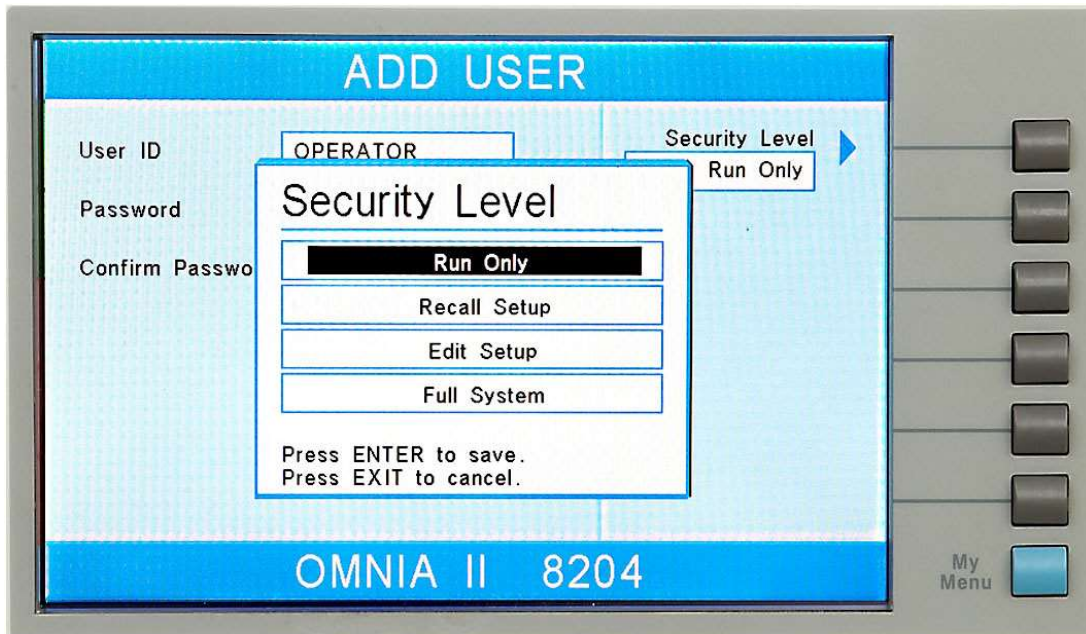 ADD USER
User ID
OPERATOR
Security Level
Run Only
Password
Confirm Passwo
Security Level
Run Only
Recall Setup
Edit Setup
Full System
Press ENTER to save.
Press EXIT to cancel.
OMNIA II 8204
My
Menu